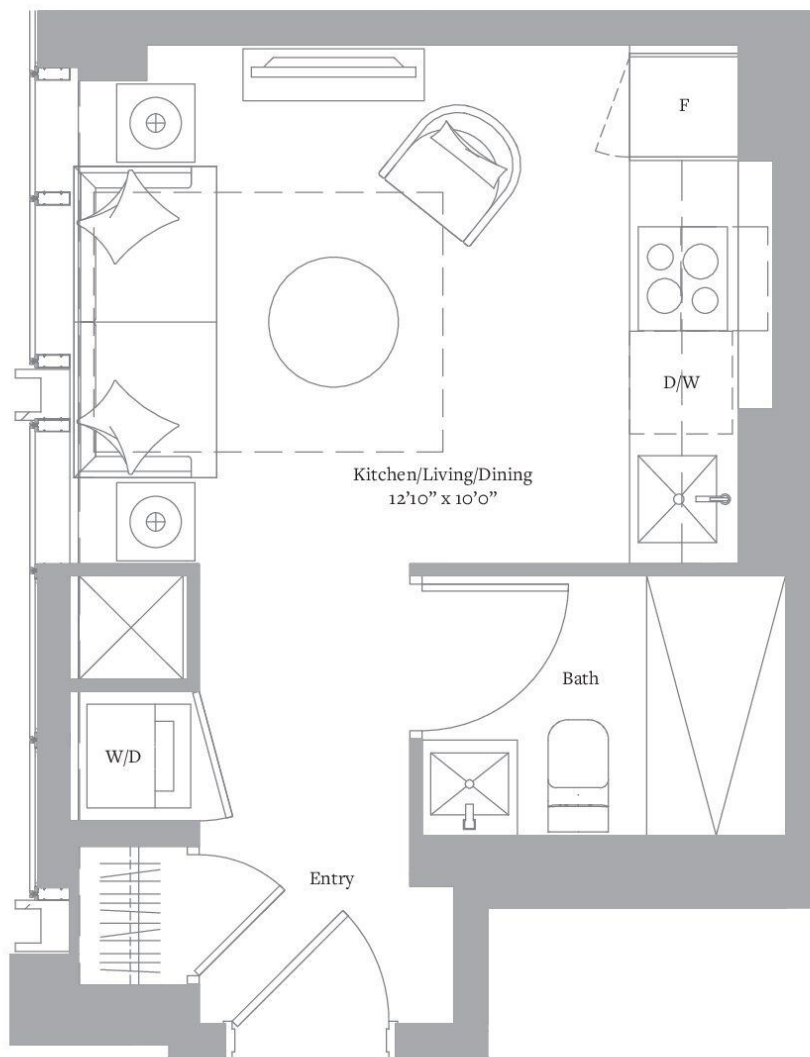 F
D/W
Kitchen/Living/Dining
12'10" x 10'0"
Bath
W/D
Entry